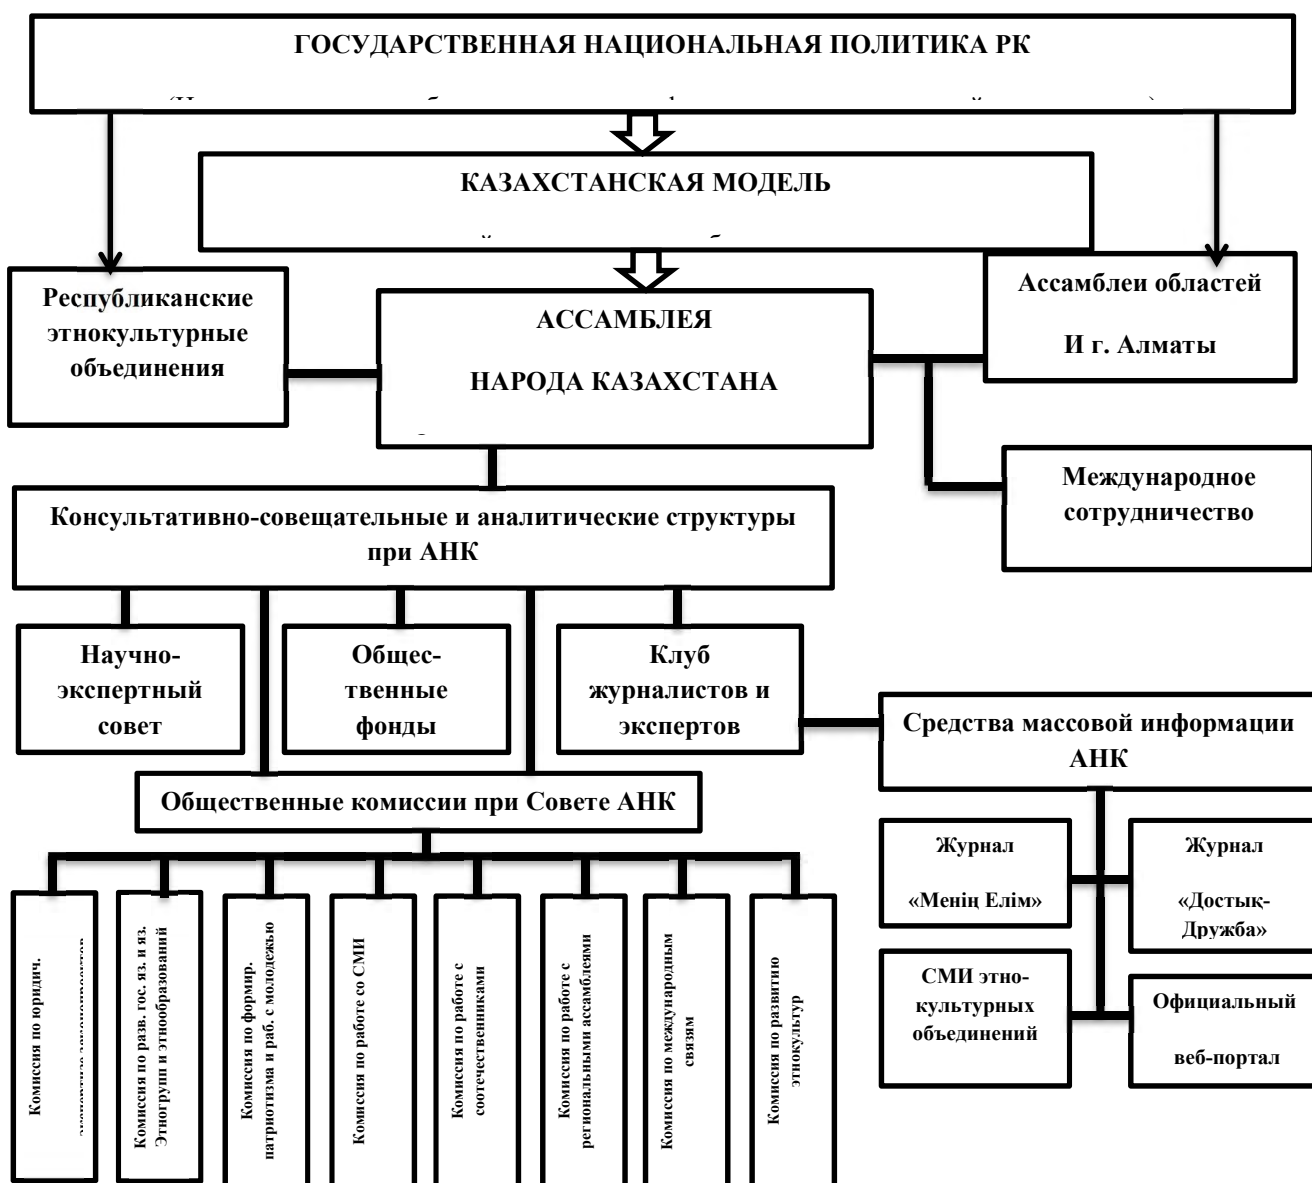 ГОСУДАРСТВЕННАЯ НАЦИОНАЛЬНАЯ ПОЛИТИКА РК
КАЗАХСТАНСКАЯ МОДЕЛЬ
Республиканские
этнокультурные
объединения
АССАМБЛЕЯ
НАРОДА КАЗАХСТАНА
Ассамблеи областей
И г. Алматы
Международное
сотрудничество
Консультативно-совещательные и аналитические структуры
при АНК
Научно-
экспертный
совет
Общес-
твенные
фонды
Клуб
журналистов и
экспертов
Средства массовой информации
АНК
Общественные комиссии при Совете АНК
Журнал
«Менің Елім»
Журнал
«Достық-
Дружба»
СМИ этно-
культурных
объединений
Официальный
веб-портал
Комиссия по юридич.
Комиссия по разв. гос. яз. и яз.
Этногрупп и этнообразований
Комиссия по формир.
патриотизма и раб. с молодежью
Комиссия по работе со СМИ
Комиссия по работе с
соотечественниками
Комиссия по работе с
региональными ассамблеями
Комиссия по международным
связям
Комиссия по развитию
этнокультур